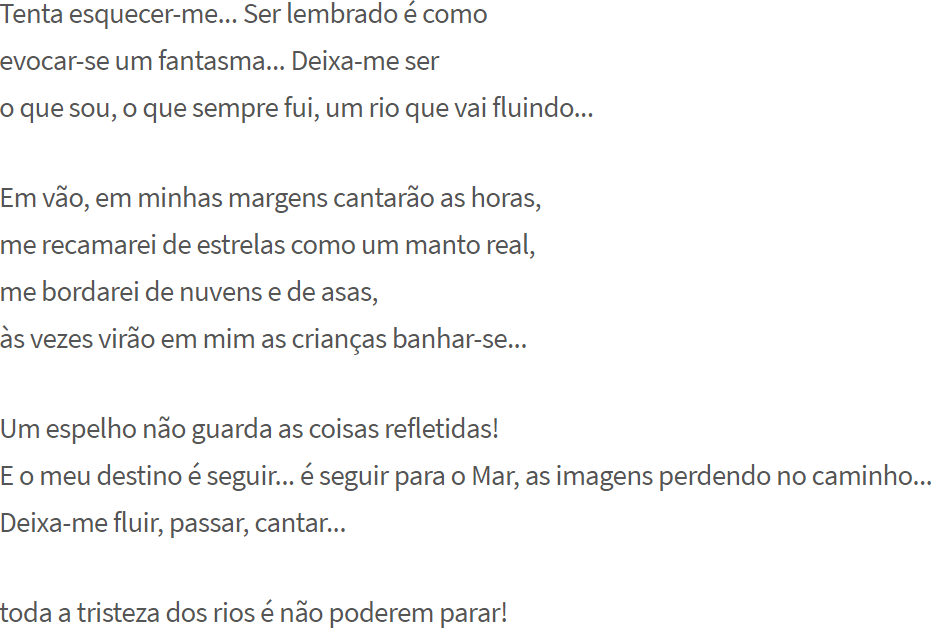 Tenta esquecer-me... Ser lembrado é como
evocar-se um fantasma... Deixa-me ser
o que sou, o que sempre fui, um rio que vai fluindo...
Em vão, em minhas margens cantarão as horas,
me recamarei de estrelas como um manto real,
me bordarei de nuvens e de asas,
às vezes virão em mim as crianças banhar-se...
Um espelho não guarda as coisas refletidas!
E o meu destino é seguir... é seguir para o Mar, as imagens perdendo no caminho...
Deixa-me fluir, passar, cantar...
toda a tristeza dos rios é não poderem parar!